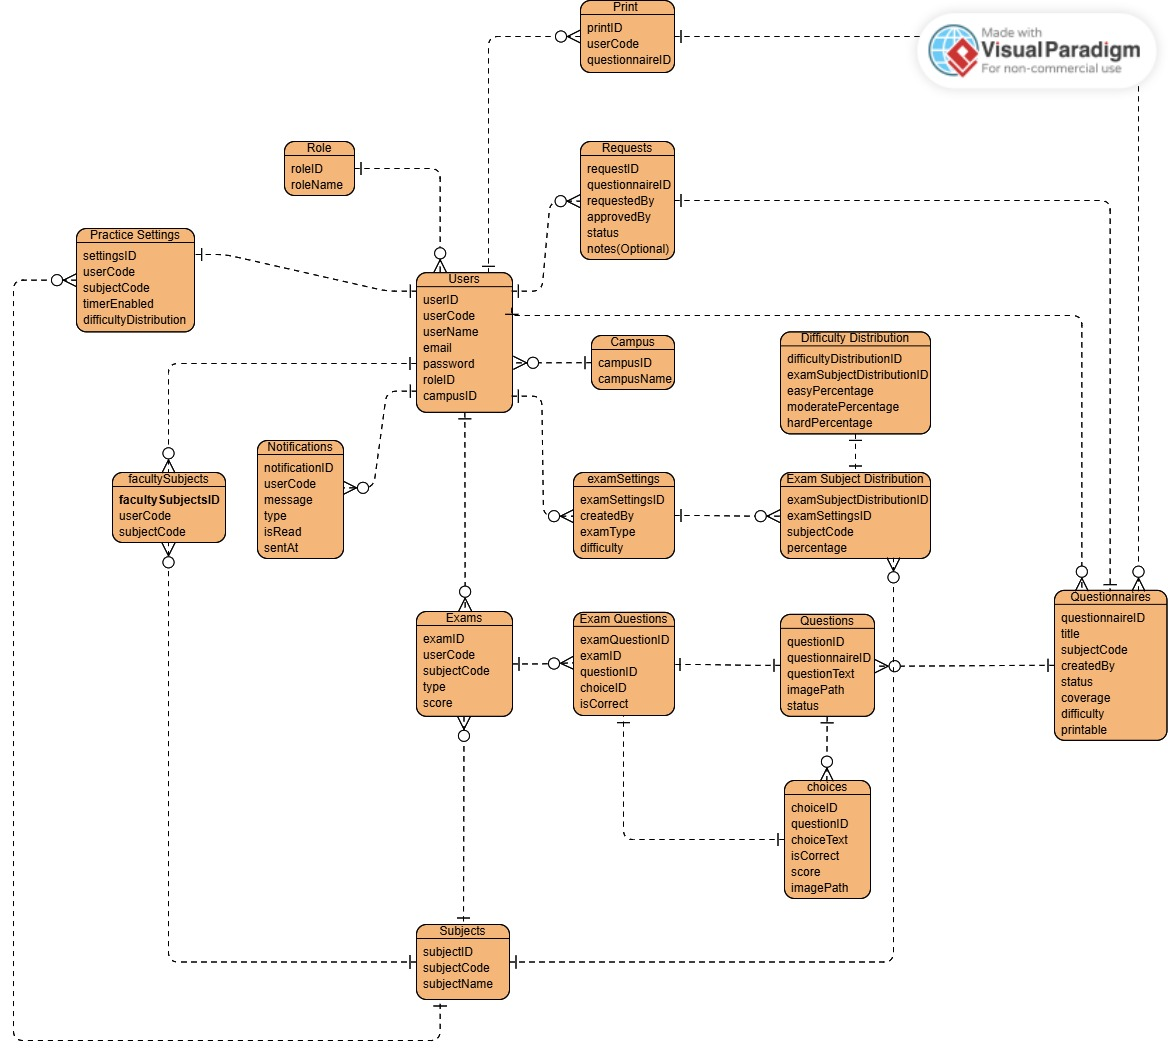 Print
printID
userCode
questionnaireID
Made with
Visual Paradigm
For non-commercial use
Role
roleID
roleName
Requests
requestID
questionnaireID
requestedBy
approvedBy
status
notes(Optional)
Practice Settings
settingsID
userCode
subjectCode
timerEnabled
difficultyDistribution
Users
userID
userCode
userName
email
password
roleID
campusID
Campus
campusID
campusName
Difficulty Distribution
difficultyDistributionID
examSubjectDistributionID
easyPercentage
moderatePercentage
hardPercentage
Notifications
notificationID
userCode
message
type
isRead
sentAt
facultySubjects
facultySubjectsID
userCode
subjectCode
examSettings
examSettingsID
createdBy
examType
difficulty
Exam Subject Distribution
examSubjectDistributionID
examSettingsID
subjectCode
percentage
Questionnaires
questionnaireID
title
subjectCode
createdBy
status
coverage
difficulty
printable
Exams
examID
userCode
subjectCode
type
score
Exam Questions
examQuestionID
examID
questionID
choiceID
isCorrect
Questions
questionID
questionnaireID
questionText
imagePath
status
choices
choiceID
questionID
choiceText
isCorrect
score
imagePath
Subjects
subjectID
subjectCode
subjectName